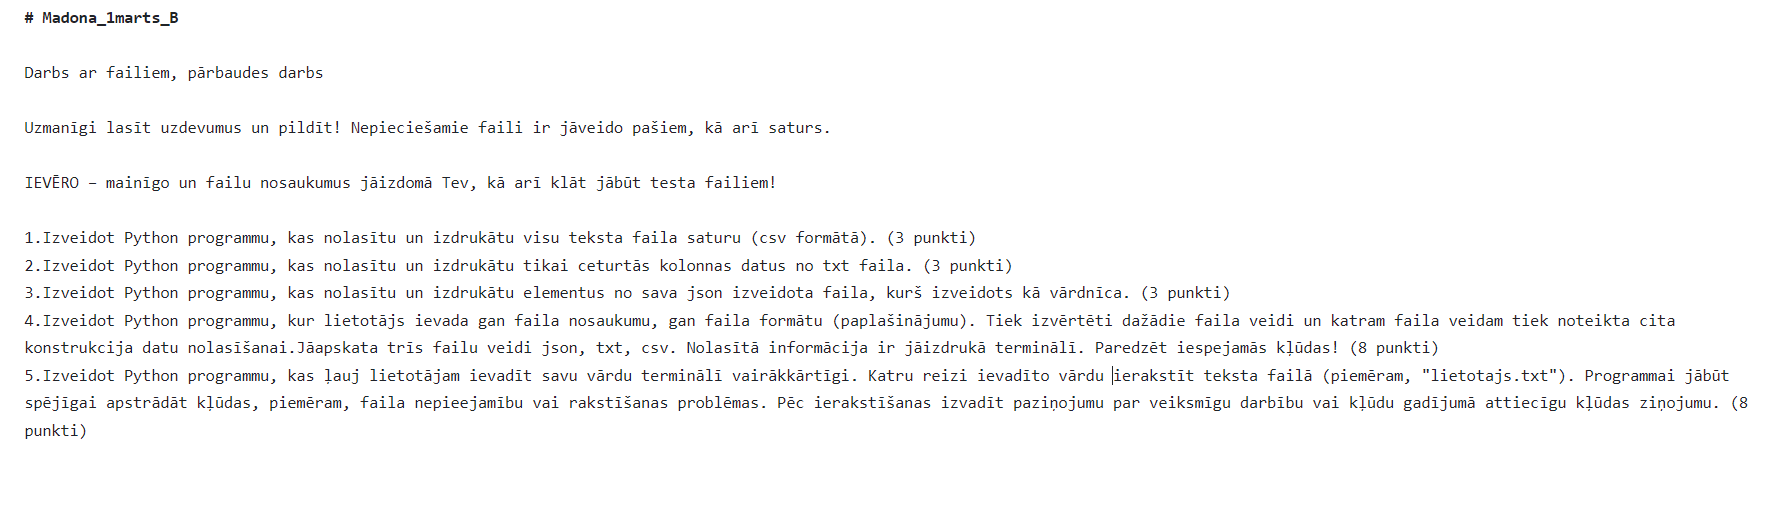 # Madona_1marts_B
Darbs ar failiem, pārbaudes darbs
Uzmanīgi lasīt uzdevumus un pildīt! Nepieciešamie faili ir jāveido pašiem, kā arī saturs.
IEVĒRO – mainīgo un failu nosaukumus jāizdomā Tev, kā arī klāt jābūt testa failiem!
1.Izveidot Python programmu, kas nolasītu un izdrukātu visu teksta faila saturu (csv formātā). (3 punkti)
2.Izveidot Python programmu, kas nolasītu un izdrukātu tikai ceturtās kolonnas datus no txt faila. (3 punkti)
3.Izveidot Python programmu, kas nolasītu un izdrukātu elementus no sava json izveidota faila, kurš izveidots kā vārdnīca. (3 punkti)
4.Izveidot Python programmu, kur lietotājs ievada gan faila nosaukumu, gan faila formātu (paplašinājumu). Tiek izvērtēti dažādie faila veidi un katram faila veidam tiek noteikta cita
konstrukcija datu nolasīšanai.Jāapskata trīs failu veidi json, txt, csv. Nolasītā informācija ir jāizdrukā terminālī. Paredzēt iespejamās kļūdas! (8 punkti)
5.Izveidot Python programmu, kas ļauj lietotājam ievadīt savu vārdu terminālī vairākkārtīgi. Katru reizi ievadīto vārdu ierakstīt teksta failā (piemēram, "lietotajs.txt"). Programmai jābūt
spējīgai apstrādāt kļūdas, piemēram, faila nepieejamību vai rakstīšanas problēmas. Pēc ierakstīšanas izvadīt paziņojumu par veiksmīgu darbību vai kļūdu gadījumā attiecīgu kļūdas ziņojumu. (8
punkti)